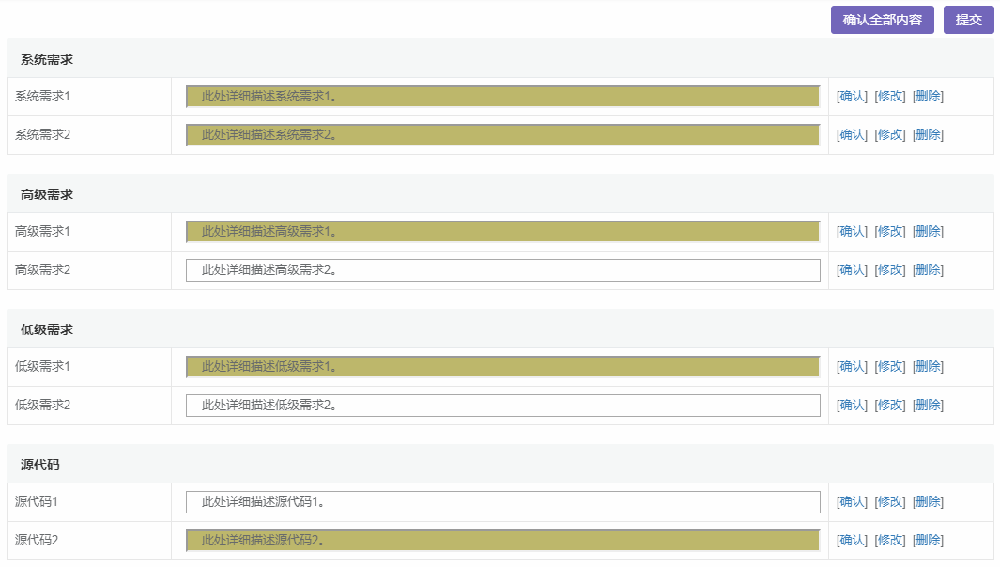 确认全部内容 提交
系统需求
系统需求1 此处详细描述系统需求1。 [确认] [修改] [删除]
系统需求2 此处详细描述系统需求2。 [确认] [修改] [删除]
高级需求
高级需求1 此处详细描述高级需求1。 [确认] [修改] [删除]
高级需求2 此处详细描述高级需求2。 [确认] [修改] [删除]
低级需求
低级需求1 此处详细描述低级需求1。 [确认] [修改] [删除]
低级需求2 此处详细描述低级需求2。 [确认] [修改] [删除]
源代码
源代码1 此处详细描述源代码1。 [确认] [修改] [删除]
源代码2 此处详细描述源代码2。 [确认] [修改] [删除]